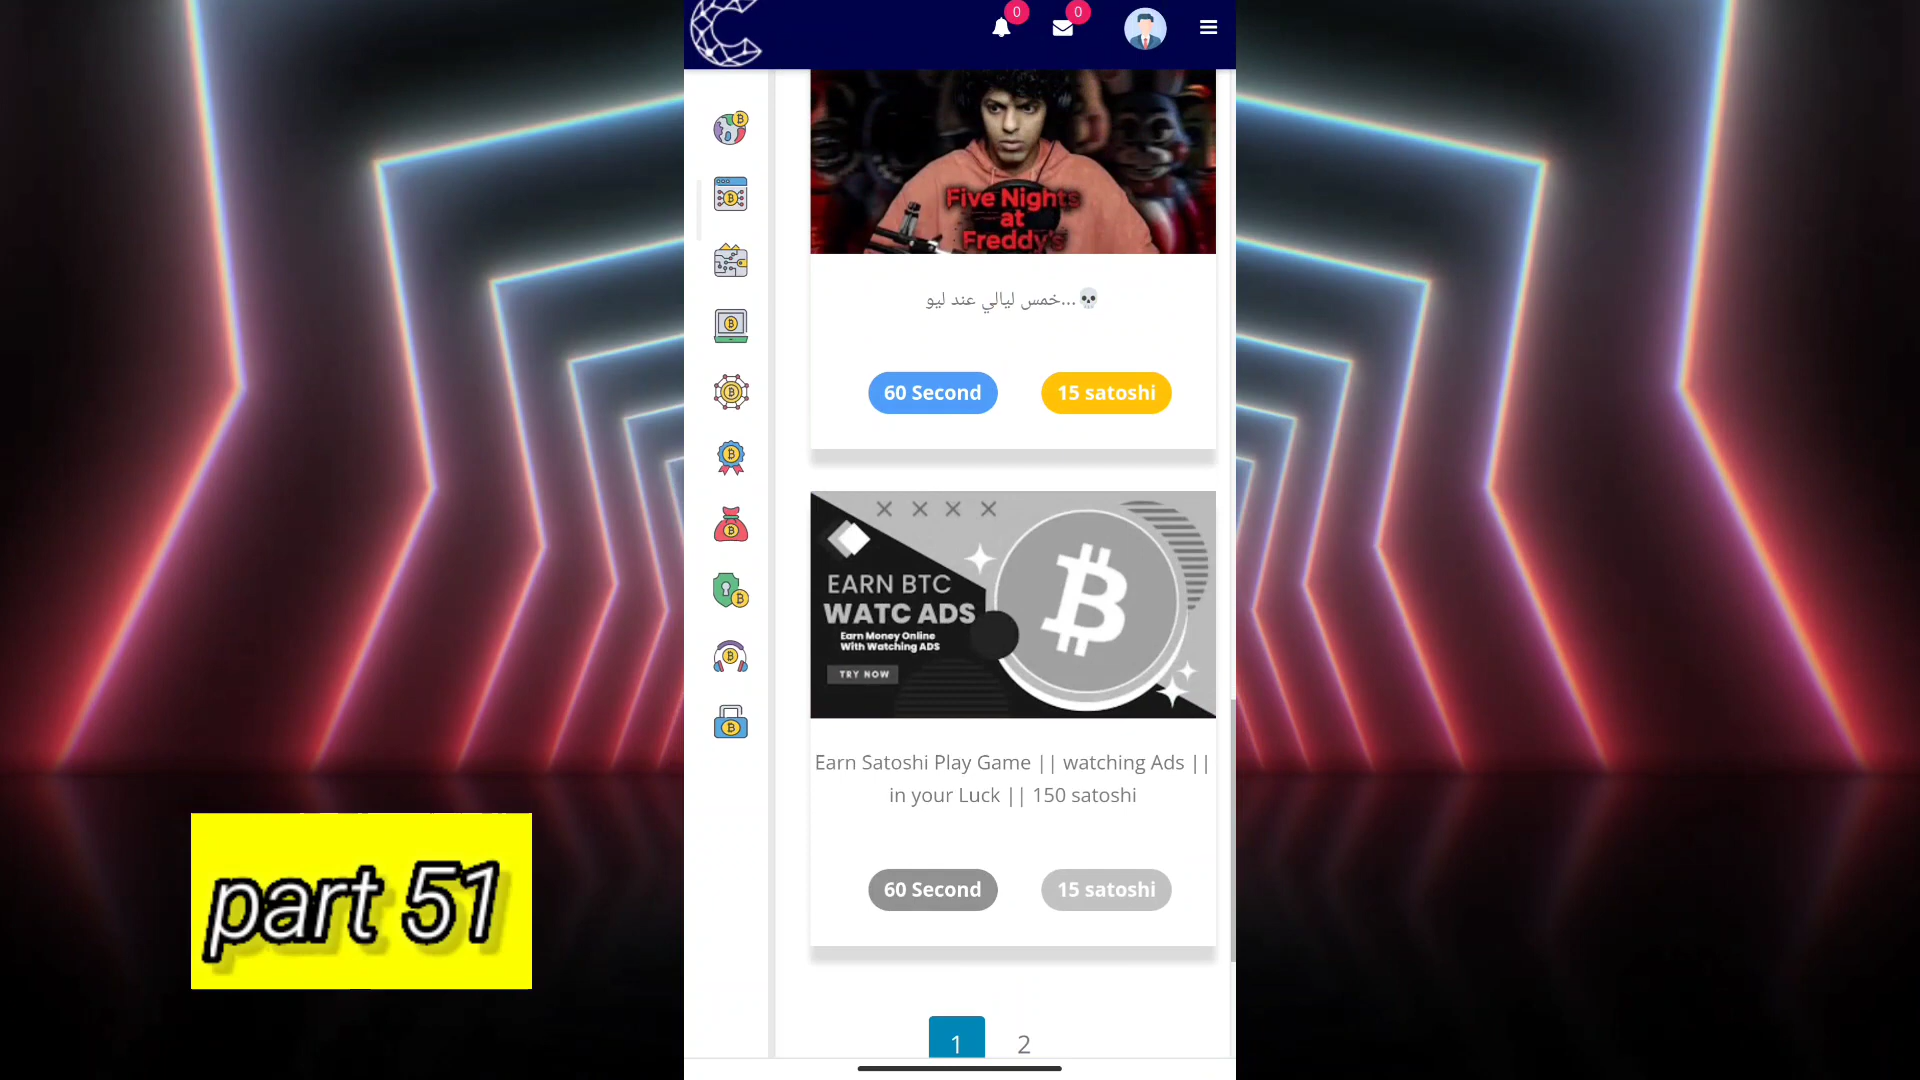 0
0
Five Nights
at
Freddy's
خمس ليالي عند ليو...💀
60 Second
15 satoshi
EARN BTC
WATC ADS
Earn Money Online
With Watching ADS
TRY NOW
Earn Satoshi Play Game || watching Ads ||
in your Luck || 150 satoshi
60 Second
15 satoshi
part 51
1
2